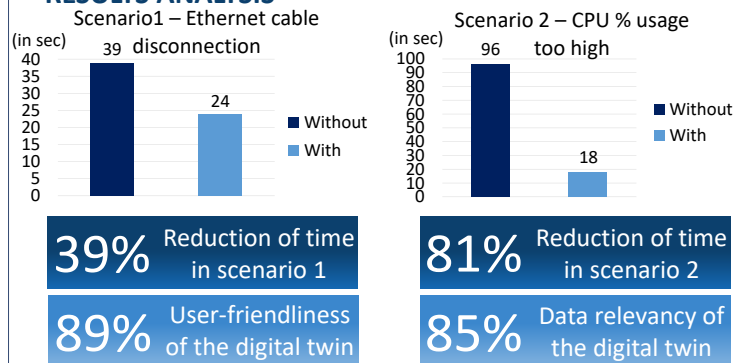 RESULTS ANALYSIS
Scenario1 – Ethernet cable
disconnection
(in sec)
40
35
30
25
20
15
10
5
0
39
24
Without
With
Scenario 2 – CPU % usage
too high
(in sec)
100
90
80
70
60
50
40
30
20
10
0
96
18
Without
With
39% Reduction of time
in scenario 1
81% Reduction of time
in scenario 2
89% User-friendliness
of the digital twin
85% Data relevancy of
the digital twin